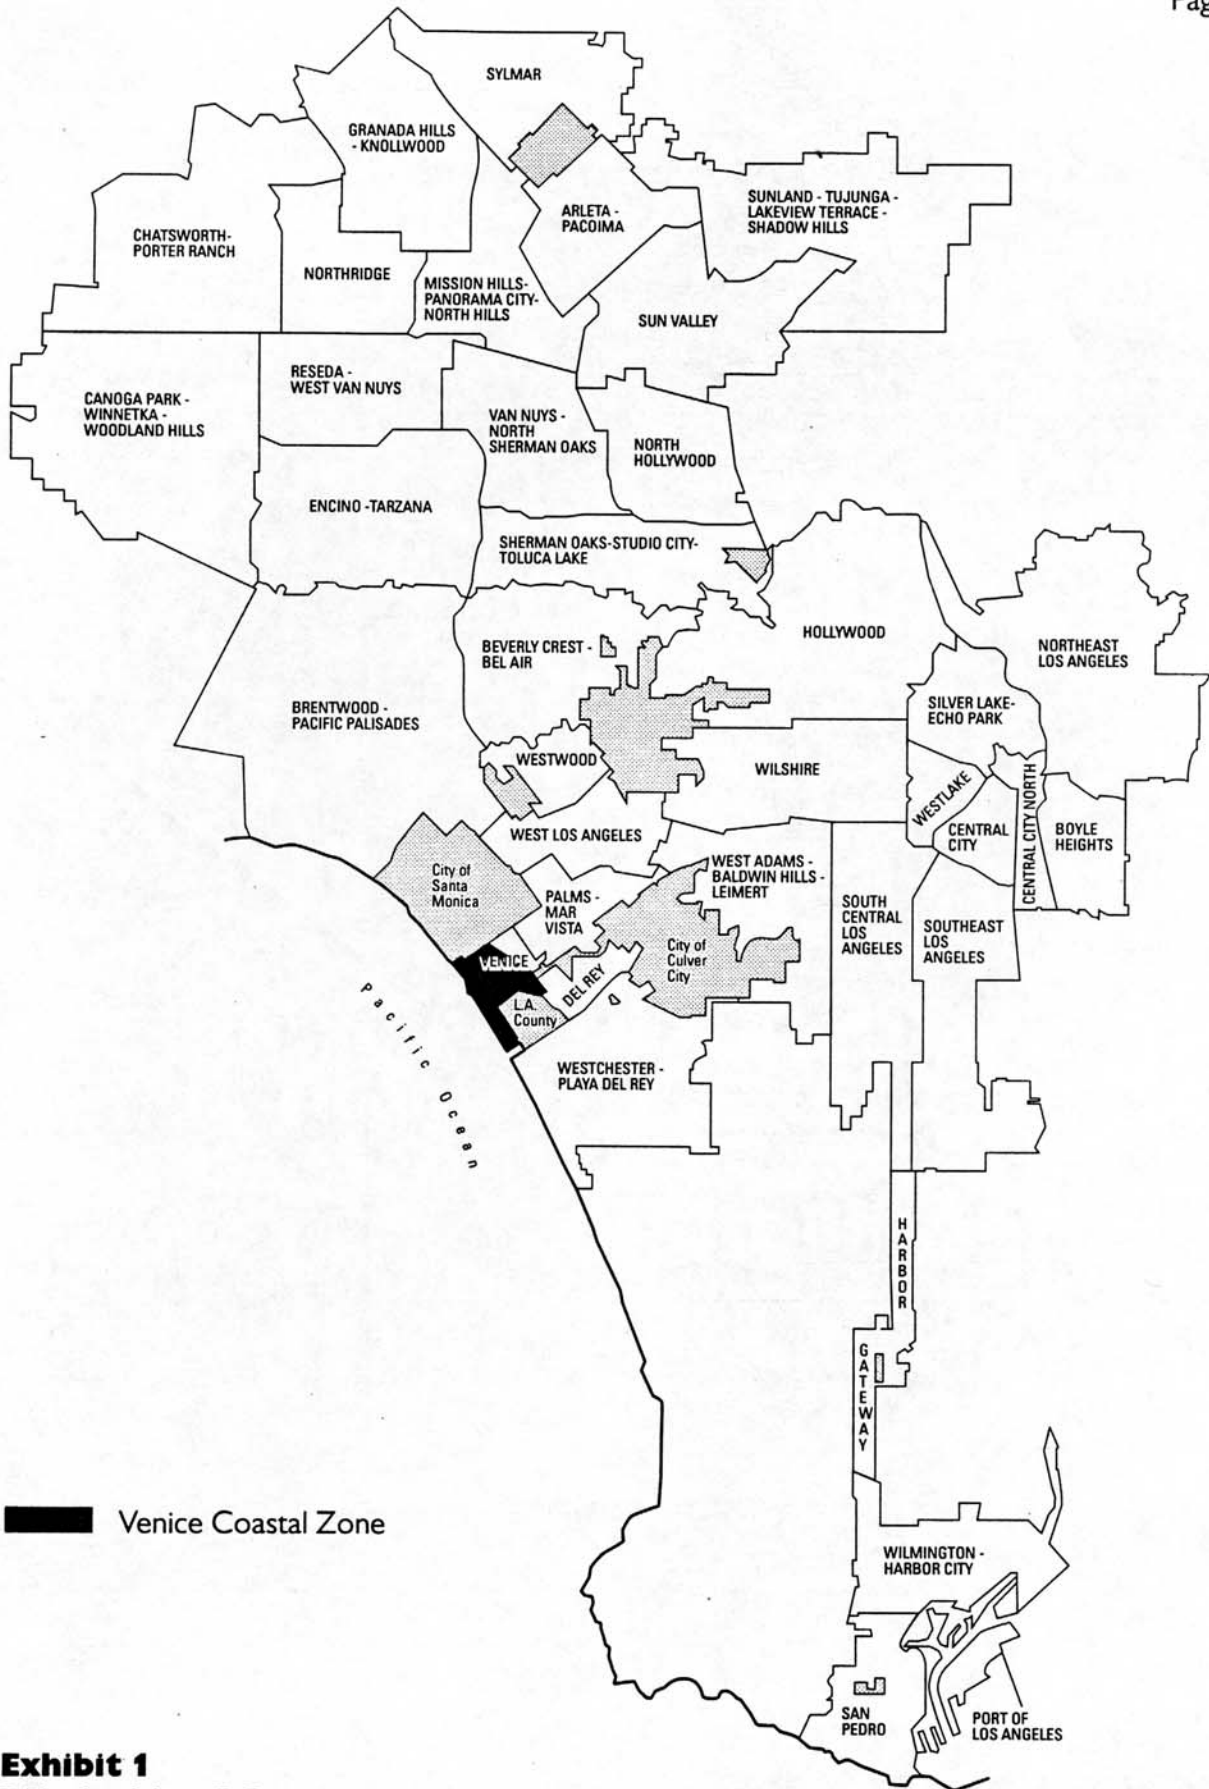 Pag
SYLMAR
GRANADA HILLS
- KNOLLWOOD
SUNLAND - TUJUNGA -
LAKEVIEW TERRACE -
SHADOW HILLS
ARLETA -
PACOIMA
CHATSWORTH-
PORTER RANCH
NORTHRIDGE
MISSION HILLS-
PANORAMA CITY-
NORTH HILLS
SUN VALLEY
RESEDA -
WEST VAN NUYS
CANOGA PARK -
WINNETKA -
WOODLAND HILLS
VAN NUYS -
NORTH
SHERMAN OAKS
NORTH
HOLLYWOOD
ENCINO -TARZANA
SHERMAN OAKS-STUDIO CITY-
TOLUCA LAKE
HOLLYWOOD
BEVERLY CREST -
BEL AIR
NORTHEAST
LOS ANGELES
BRENTWOOD -
PACIFIC PALISADES
SILVER LAKE-
ECHO PARK
WESTWOOD
WILSHIRE
WESTLAKE
CENTRAL
CITY
CENTRAL CITY NORTH
BOYLE
HEIGHTS
WEST LOS ANGELES
City of
Santa
Monica
WEST ADAMS -
BALDWIN HILLS -
LEIMERT
PALMS -
MAR
VISTA
SOUTH
CENTRAL
LOS
ANGELES
SOUTHEAST
LOS
ANGELES
City of
Culver
City
VENICE
DEL REY
L.A.
County
Pacific Ocean
WESTCHESTER -
PLAYA DEL REY
HARBOR
GATEWAY
Venice Coastal Zone
WILMINGTON -
HARBOR CITY
SAN
PEDRO
PORT OF
LOS ANGELES
Exhibit 1